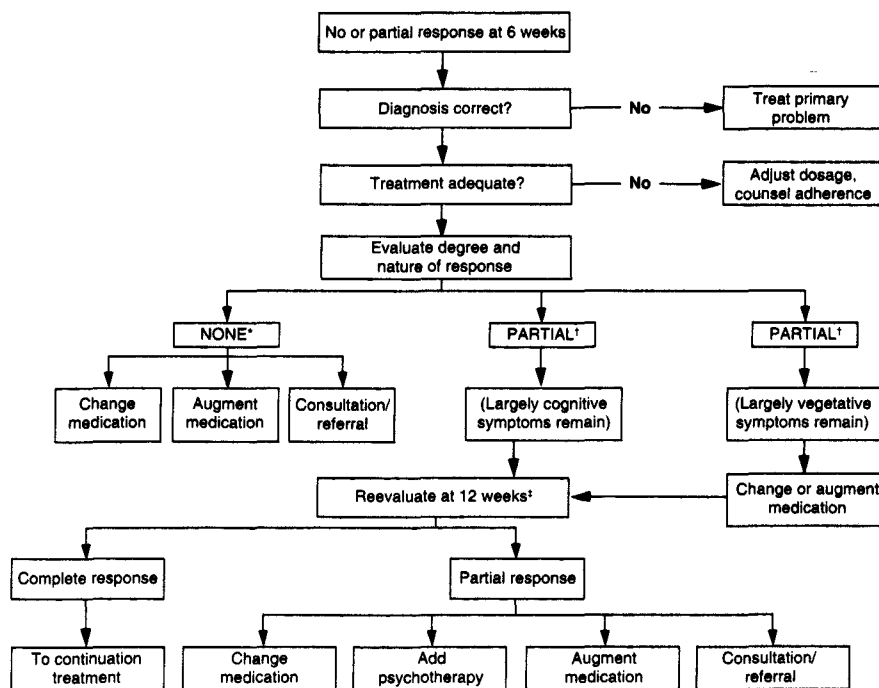 No or partial response at 6 weeks
Diagnosis correct?
No
Treat primary
problem
Treatment adequate?
No
Adjust dosage,
counsel adherence
Evaluate degree and
nature of response
NONE*
PARTIAL†
PARTIAL†
Change
medication
Augment
medication
Consultation/
referral
(Largely cognitive
symptoms remain)
(Largely vegetative
symptoms remain)
Reevaluate at 12 weeks‡
Change or augment
medication
Complete response
Partial response
To continuation
treatment
Change
medication
Add
psychotherapy
Augment
medication
Consultation/
referral